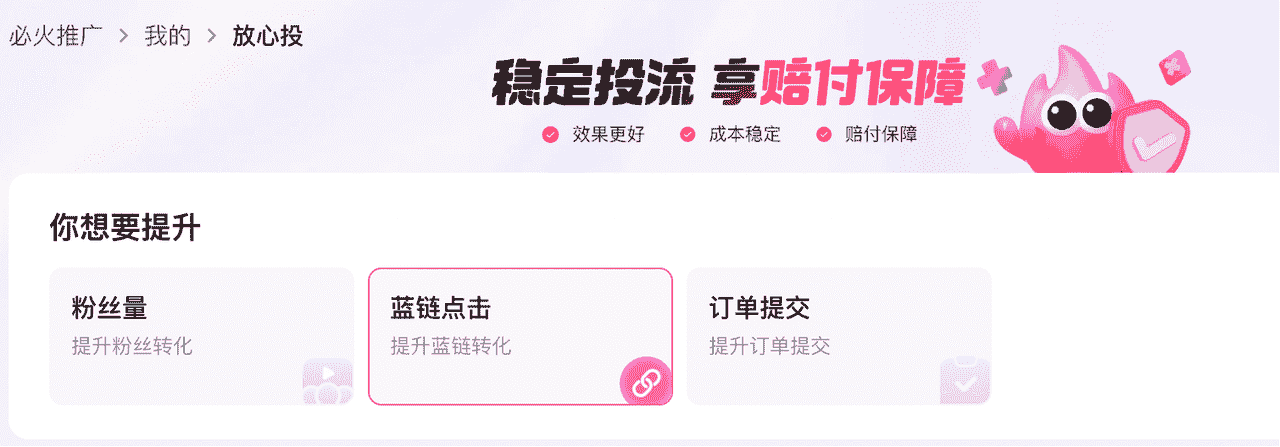 必火推广 > 我的 > 放心投
稳定投流 享赔付保障
效果更好 成本稳定 赔付保障
你想要提升
粉丝量 蓝链点击 订单提交
提升粉丝转化 提升蓝链转化 提升订单提交